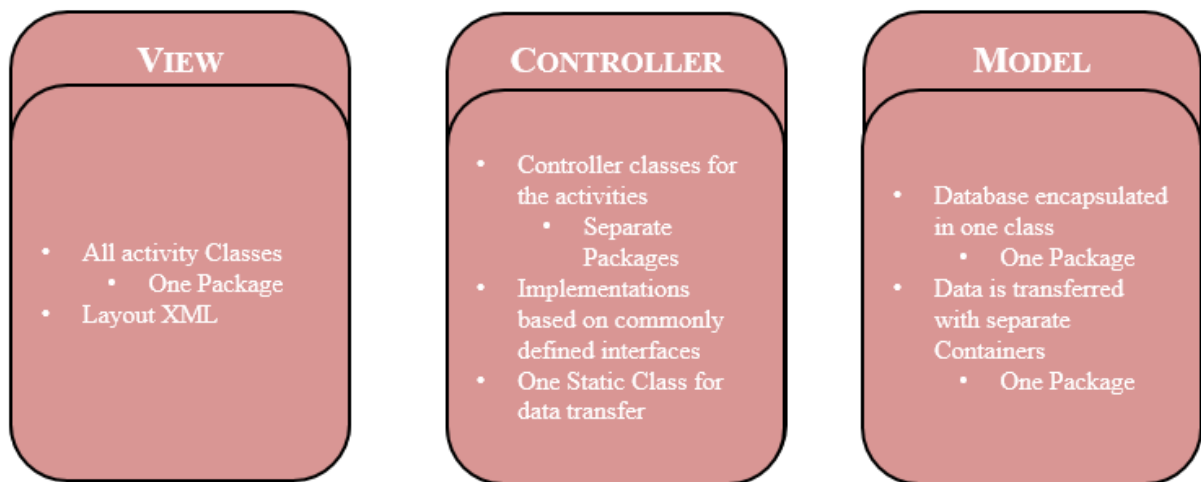 VIEW
• All activity Classes
• One Package
• Layout XML
CONTROLLER
• Controller classes for
the activities
• Separate
Packages
• Implementations
based on commonly
defined interfaces
• One Static Class for
data transfer
MODEL
• Database encapsulated
in one class
• One Package
• Data is transferred
with separate
Containers
• One Package